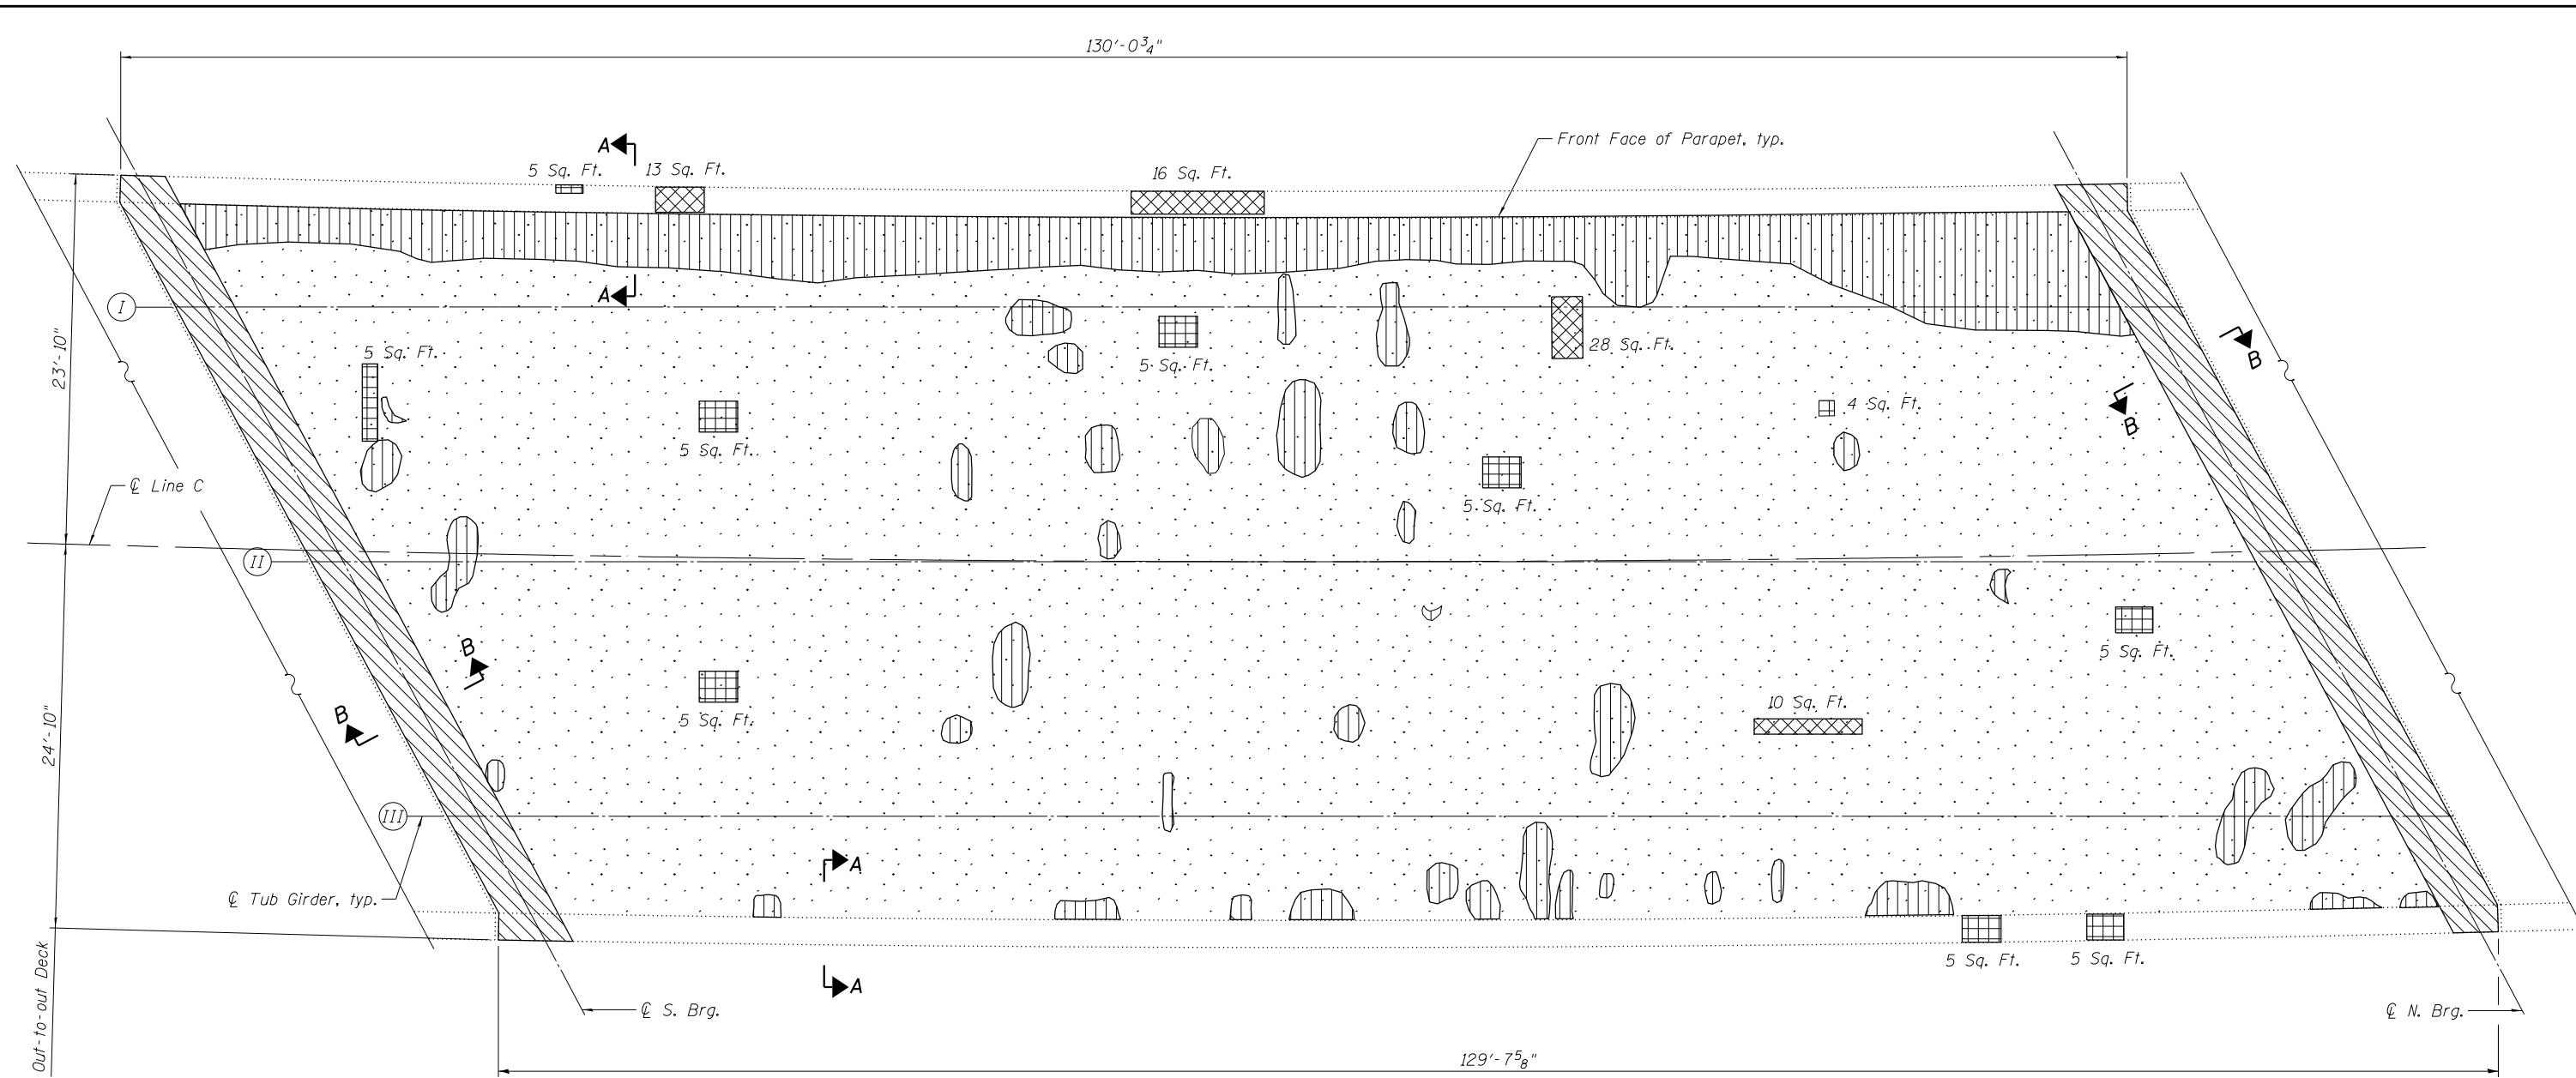 130'-0 3/4"
Front Face of Parapet, typ.
A
5 Sq. Ft.
13 Sq. Ft.
16 Sq. Ft.
A
I
28 Sq. Ft.
5 Sq. Ft.
5 Sq. Ft.
B
23'-10"
4 Sq. Ft.
B
5 Sq. Ft.
℄ Line C
5 Sq. Ft.
II
B
5 Sq. Ft.
B
5 Sq. Ft.
10 Sq. Ft.
24'-10"
III
A
℄ Tub Girder, typ.
5 Sq. Ft.
5 Sq. Ft.
A
Out-to-out Deck
℄ S. Brg.
℄ N. Brg.
129'-7 5/8"